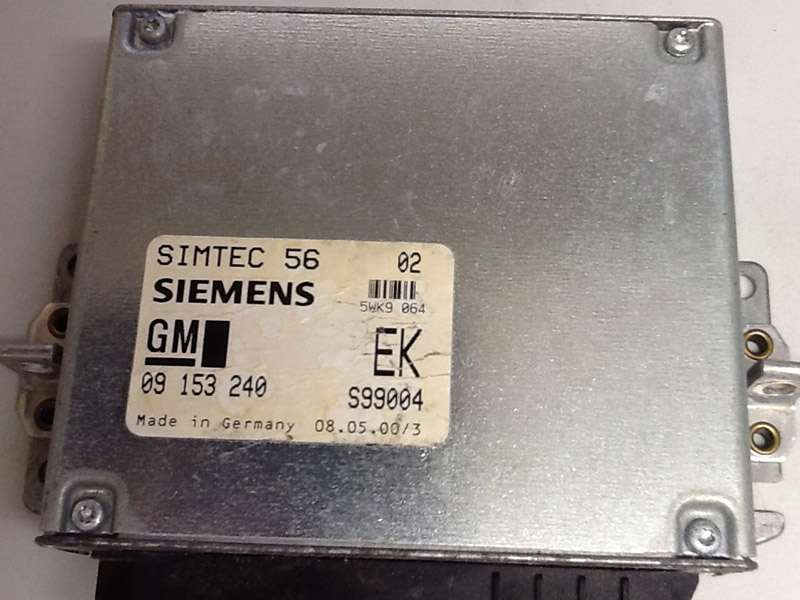 SIMTEC 56 02
SIEMENS
5WK9 064
GM EK
09 153 240 S99004
Made in Germany 08.05.00/3